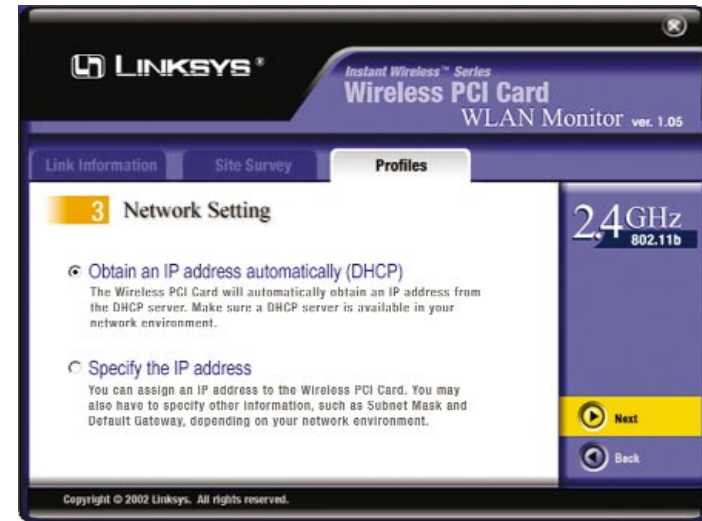 LINKSYS®
Instant Wireless™ Series
Wireless PCI Card
WLAN Monitor ver. 1.05
Link Information
Site Survey
Profiles
3 Network Setting
2.4GHz
802.11b
Obtain an IP address automatically (DHCP)
The Wireless PCI Card will automatically obtain an IP address from
the DHCP server. Make sure a DHCP server is available in your
network environment.
Specify the IP address
You can assign an IP address to the Wireless PCI Card. You may
also have to specify other information, such as Subnet Mask and
Default Gateway, depending on your network environment.
Next
Back
Copyright © 2002 Linksys. All rights reserved.